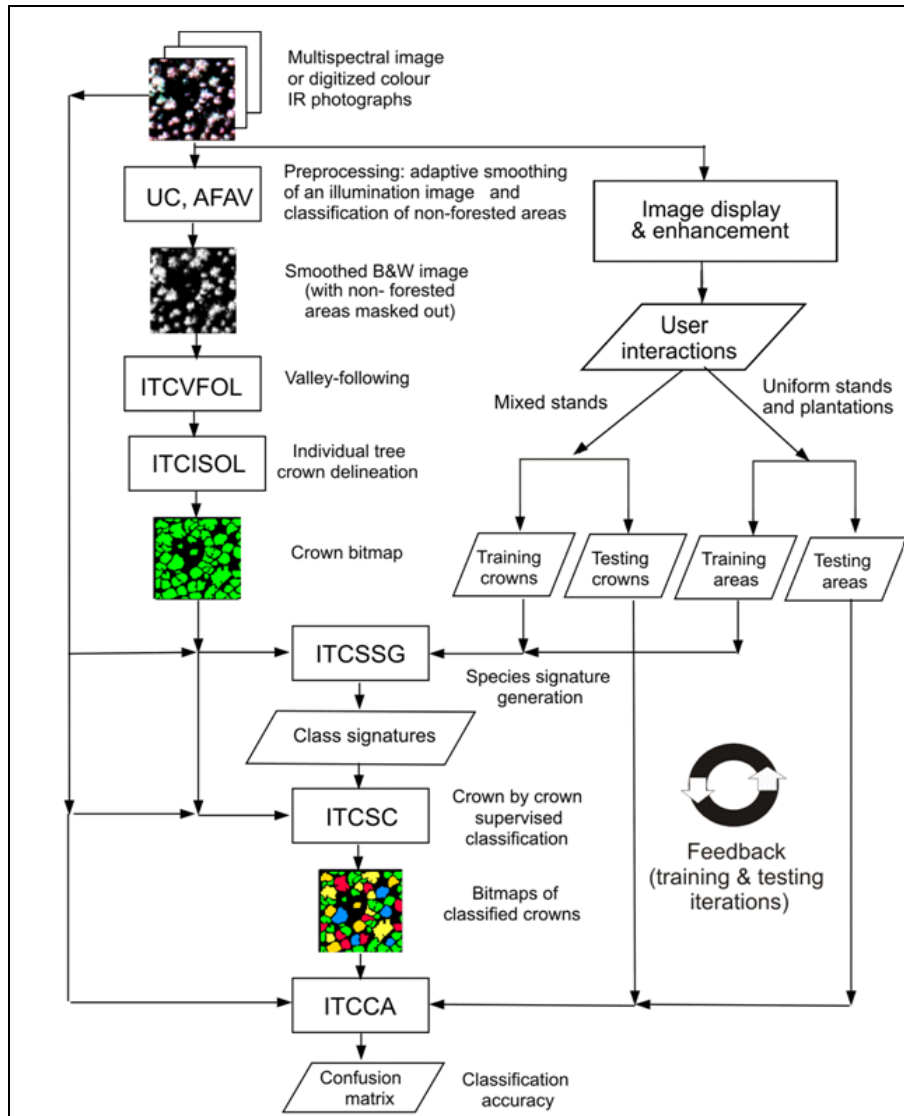 Multispectral image
or digitized colour
IR photographs
UC, AFAV
Preprocessing: adaptive smoothing
of an illumination image and
classification of non-forested areas
Image display
& enhancement
Smoothed B&W image
(with non- forested
areas masked out)
User
interactions
ITCVFOL
Valley-following
Mixed stands
Uniform stands
and plantations
ITCISOL
Individual tree
crown delineation
Crown bitmap
Training
crowns
Testing
crowns
Training
areas
Testing
areas
ITCSSG
Species signature
generation
Class signatures
ITCSC
Crown by crown
supervised
classification
Feedback
(training & testing
iterations)
Bitmaps of
classified crowns
ITCCA
Confusion
matrix
Classification
accuracy